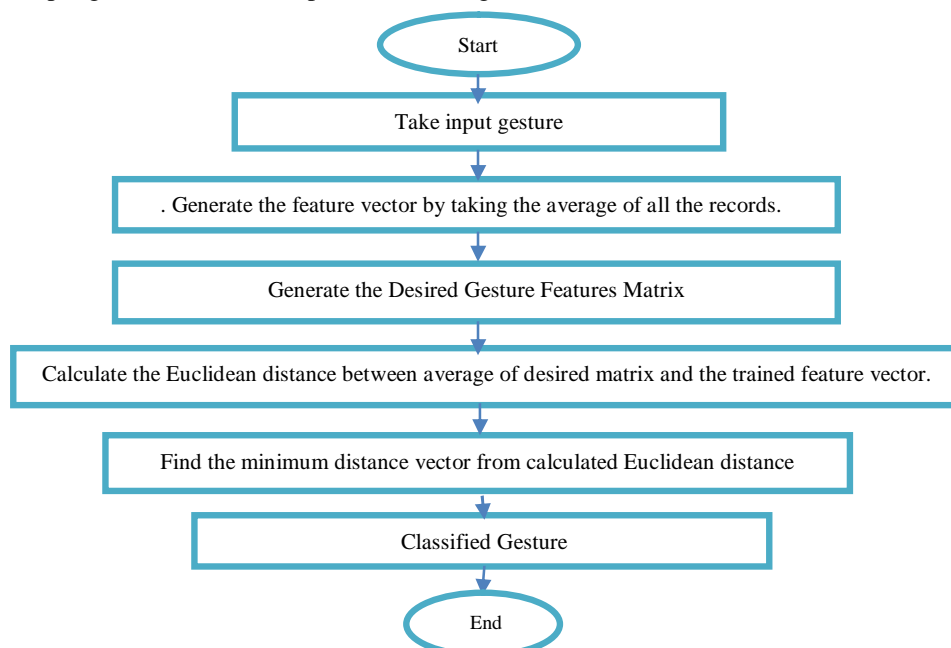 Start
Take input gesture
. Generate the feature vector by taking the average of all the records.
Generate the Desired Gesture Features Matrix
Calculate the Euclidean distance between average of desired matrix and the trained feature vector.
Find the minimum distance vector from calculated Euclidean distance
Classified Gesture
End